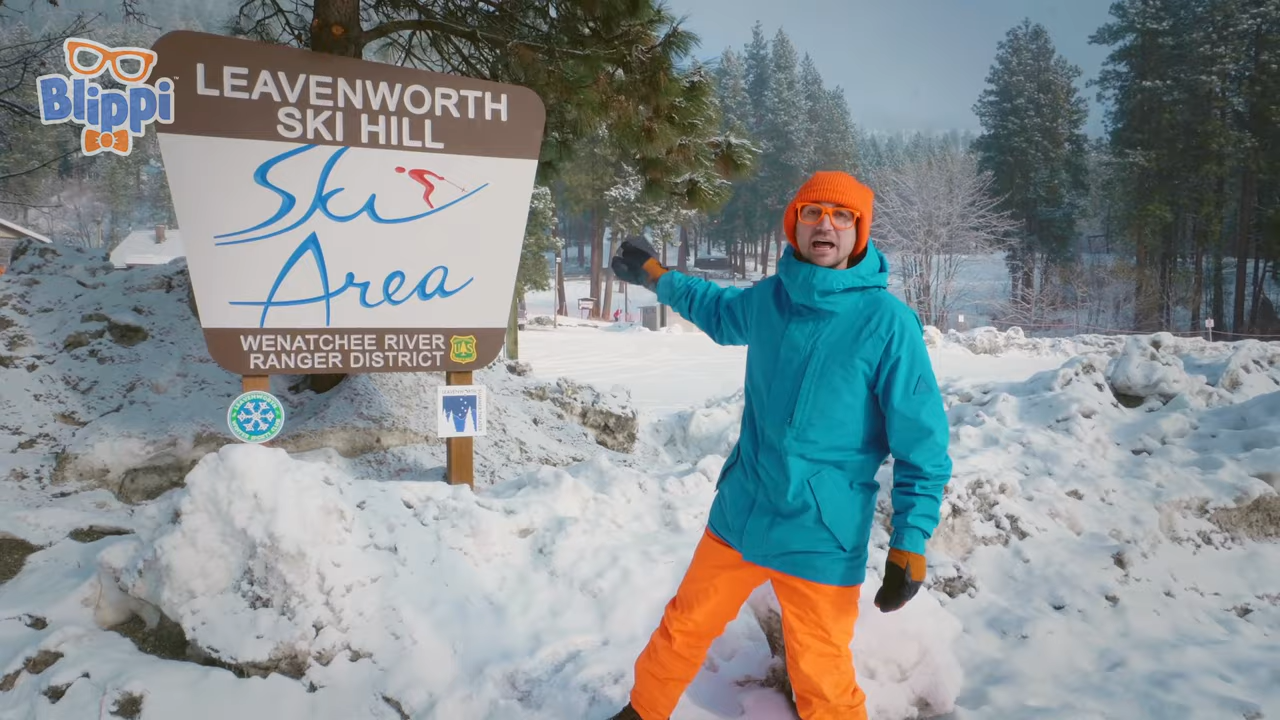 Blippi
LEAVENWORTH
SKI HILL
Ski
Area
WENATCHEE RIVER
RANGER DISTRICT